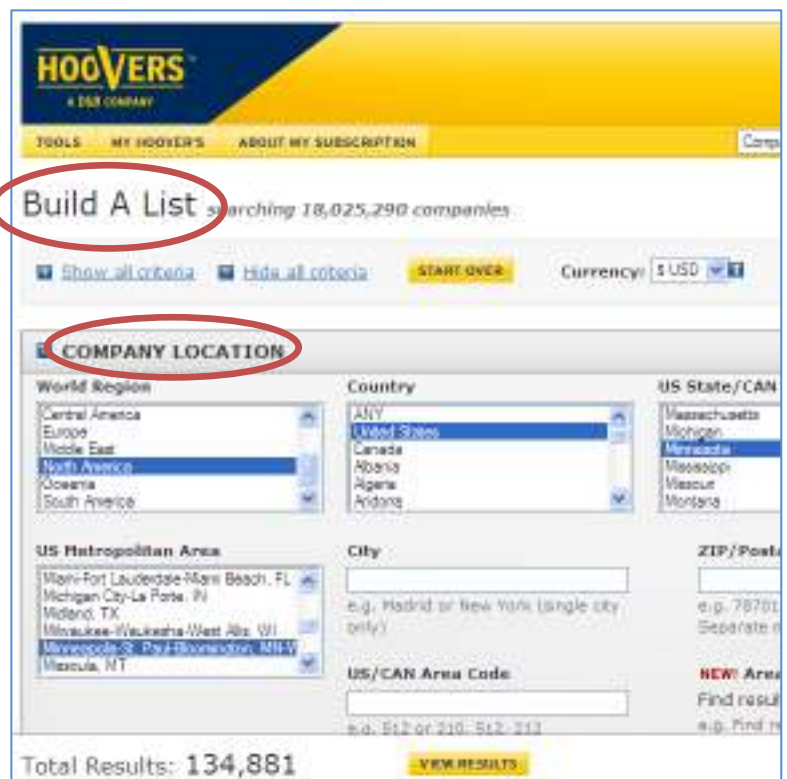 HOOVERS
A D&B COMPANY
TOOLS MY HOOVER'S ABOUT MY SUBSCRIPTION
Build A List searching 18,025,290 companies
Show all criteria Hide all criteria START OVER Currency: $ USD
COMPANY LOCATION
World Region Country US State/CAN
Central America ANY Massachusetts
Europe United States Michigan
Middle East Canada Minnesota
North America Albania Mississippi
Oceania Algeria Missouri
South America Andorra Montana
US Metropolitan Area City ZIP/Posta
Miami-Fort Lauderdale-Miami Beach, FL
Michigan City-La Porte, IN
Midland, TX
Milwaukee-Waukesha-West Allis, WI
Minneapolis-St. Paul-Bloomington, MN-W
Missoula, MT
e.g. Madrid or New York (single city only)
e.g. 78701
Separate
US/CAN Area Code NEW! Area
Find resul
e.g. 512 or 210, 512, 212 e.g. Find
Total Results: 134,881 VIEW RESULTS